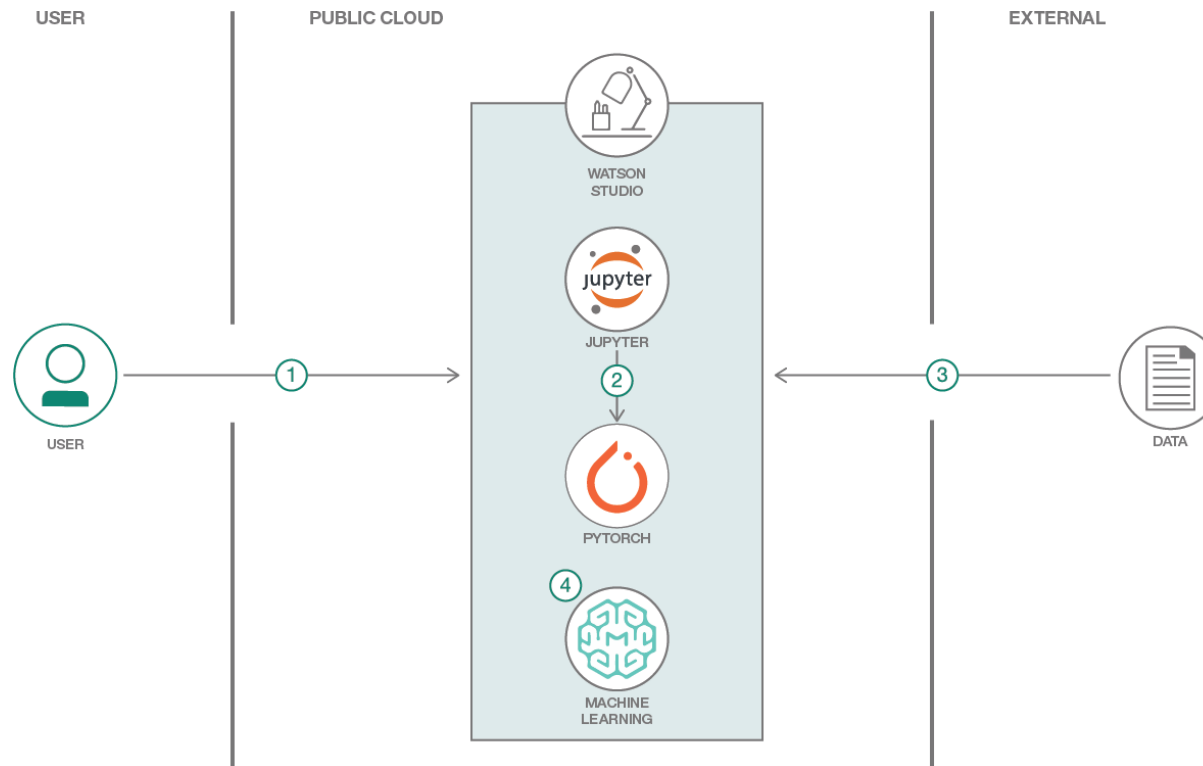 USER
PUBLIC CLOUD
EXTERNAL
WATSON
STUDIO
jupyter
JUPYTER
1
2
3
USER
DATA
PYTORCH
4
M
MACHINE
LEARNING